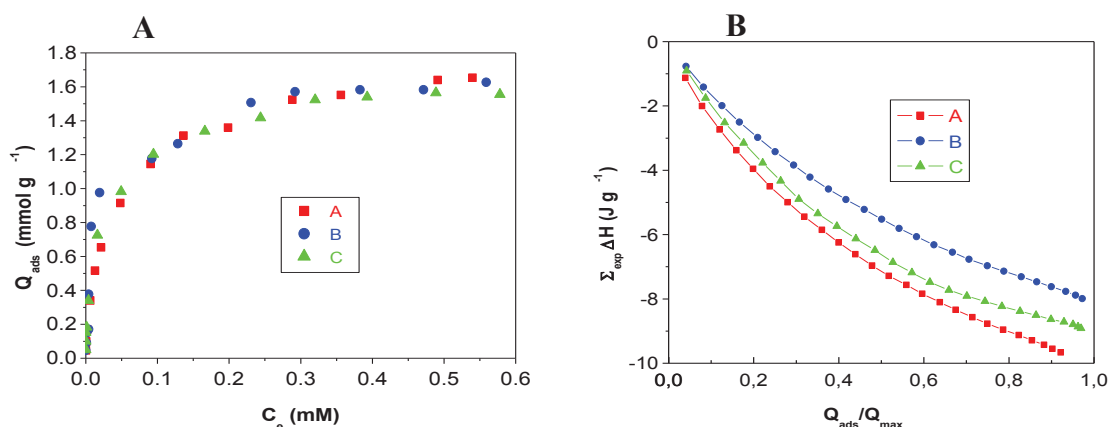 A
B
Q ads (mmol g -1)
1.8
1.6
1.4
1.2
1.0
0.8
0.6
0.4
0.2
0.0
A
B
C
0.0 0.1 0.2 0.3 0.4 0.5 0.6
C e (mM)
Σ exp ΔH (J g -1)
0
-2
-4
-6
-8
-10
A
B
C
0,0 0,2 0,4 0,6 0,8 1,0
Q ads/Q max